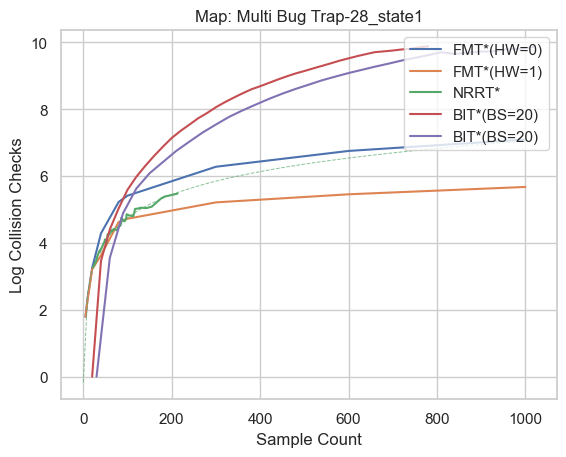 Map: Multi Bug Trap-28_state1
FMT*(HW=0)
FMT*(HW=1)
NRRT*
BIT*(BS=20)
BIT*(BS=20)
Log Collision Checks
10
8
6
4
2
0
0 200 400 600 800 1000
Sample Count